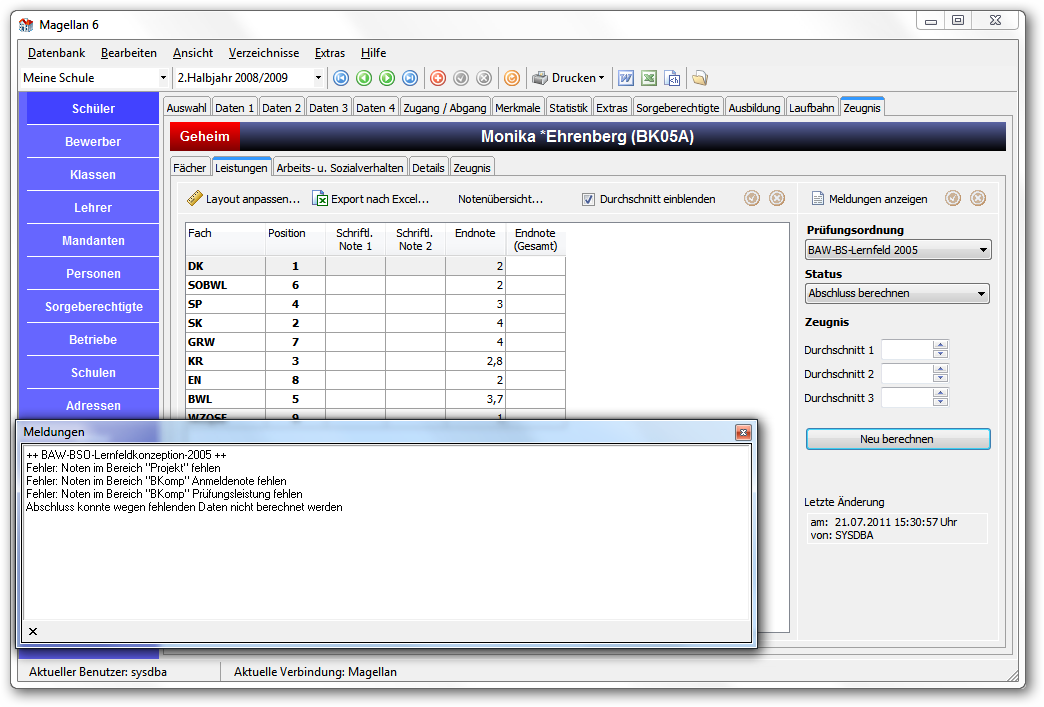 Magellan 6
Datenbank Bearbeiten Ansicht Verzeichnisse Extras Hilfe
Meine Schule 2.Halbjahr 2008/2009 Drucken
Schüler
Bewerber
Klassen
Lehrer
Mandanten
Personen
Sorgeberechtigte
Betriebe
Schulen
Adressen
Auswahl Daten 1 Daten 2 Daten 3 Daten 4 Zugang / Abgang Merkmale Statistik Extras Sorgeberechtigte Ausbildung Laufbahn Zeugnis
Geheim Monika *Ehrenberg (BK05A)
Fächer Leistungen Arbeits- u. Sozialverhalten Details Zeugnis
Layout anpassen... Export nach Excel... Notenübersicht... Durchschnitt einblenden
Fach Position Schriftl. Schriftl. Endnote Endnote
Note 1 Note 2 (Gesamt)
DK 1 2
SOBWL 6 2
SP 4 3
SK 2 4
GRW 7 4
KR 3 2,8
EN 8 2
BWL 5 3,7
WZQSE 9 1
Meldungen anzeigen
Prüfungsordnung
BAW-BS-Lernfeld 2005
Status
Abschluss berechnen
Zeugnis
Durchschnitt 1
Durchschnitt 2
Durchschnitt 3
Neu berechnen
Letzte Änderung
am: 21.07.2011 15:30:57 Uhr
von: SYSDBA
Meldungen
++ BAW-BSO-Lernfeldkonzeption-2005 ++
Fehler: Noten im Bereich "Projekt" fehlen
Fehler: Noten im Bereich "BKomp" Anmeldenote fehlen
Fehler: Noten im Bereich "BKomp" Prüfungsleistung fehlen
Abschluss konnte wegen fehlenden Daten nicht berechnet werden
Aktueller Benutzer: sysdba Aktuelle Verbindung: Magellan